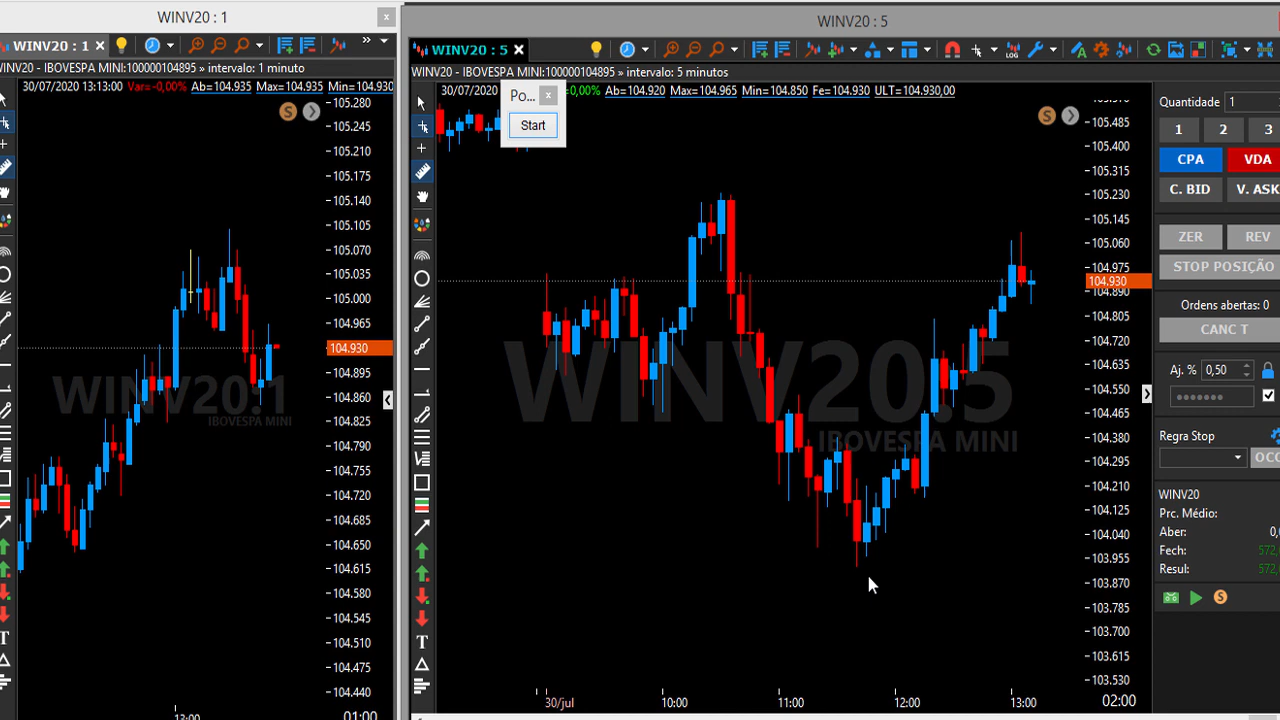 WINV20 : 1
WINV20 : 5
WINV20 : 1
WINV20 : 5
WINV20 - IBOVESPA MINI:100000104895 » intervalo: 1 minuto
WINV20 - IBOVESPA MINI:100000104895 » intervalo: 5 minutos
30/07/2020 13:13:00 Var=-0,00% Ab=104.935 Max=104.935 Min=104.930
30/07/2020 0,00% Ab=104.920 Max=104.965 Min=104.850 Fe=104.930 ULT=104.930,00
Po...
Start
LOG
S
S
105.280
105.245
105.210
105.175
105.140
105.105
105.070
105.035
105.000
104.965
104.930
104.895
104.860
104.825
104.790
104.755
104.720
104.685
104.650
104.615
104.580
104.545
104.510
104.475
104.440
WINV20:1
IBOVESPA MINI
13:00
01:00
T
105.485
105.400
105.315
105.230
105.145
105.060
104.975
104.930
104.890
104.805
104.720
104.635
104.550
104.465
104.380
104.295
104.210
104.125
104.040
103.955
103.870
103.785
103.700
103.615
103.530
WINV20:5
IBOVESPA MINI
30/jul
10:00
11:00
12:00
13:00
02:00
T
Quantidade 1
1 2 3
CPA VDA
C. BID V. ASK
ZER REV
STOP POSIÇÃO
Ordens abertas: 0
CANC T
Aj. % 0,50
Regra Stop
OCO
WINV20
Prc. Médio:
Aber: 0,
Fech: 572,
Resul: 572,
S